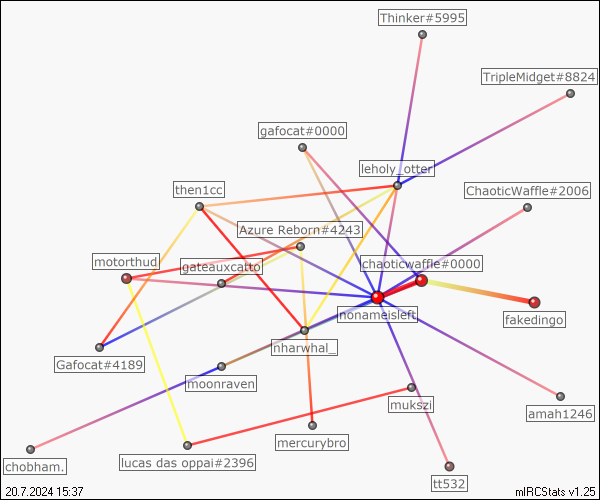 Thinker#5995
TripleMidget#8824
gafocat#0000
leholy_otter
then1cc
ChaoticWaffle#2006
Azure Reborn#4243
motorthud
gateauxcatto
chaoticwaffle#0000
nonameisleft
fakedingo
nharwhal_
Gafocat#4189
moonraven
mukszi
amah1246
mercurybro
chobham.
lucas das oppai#2396
tt532
20.7.2024 15:37
mIRCStats v1.25